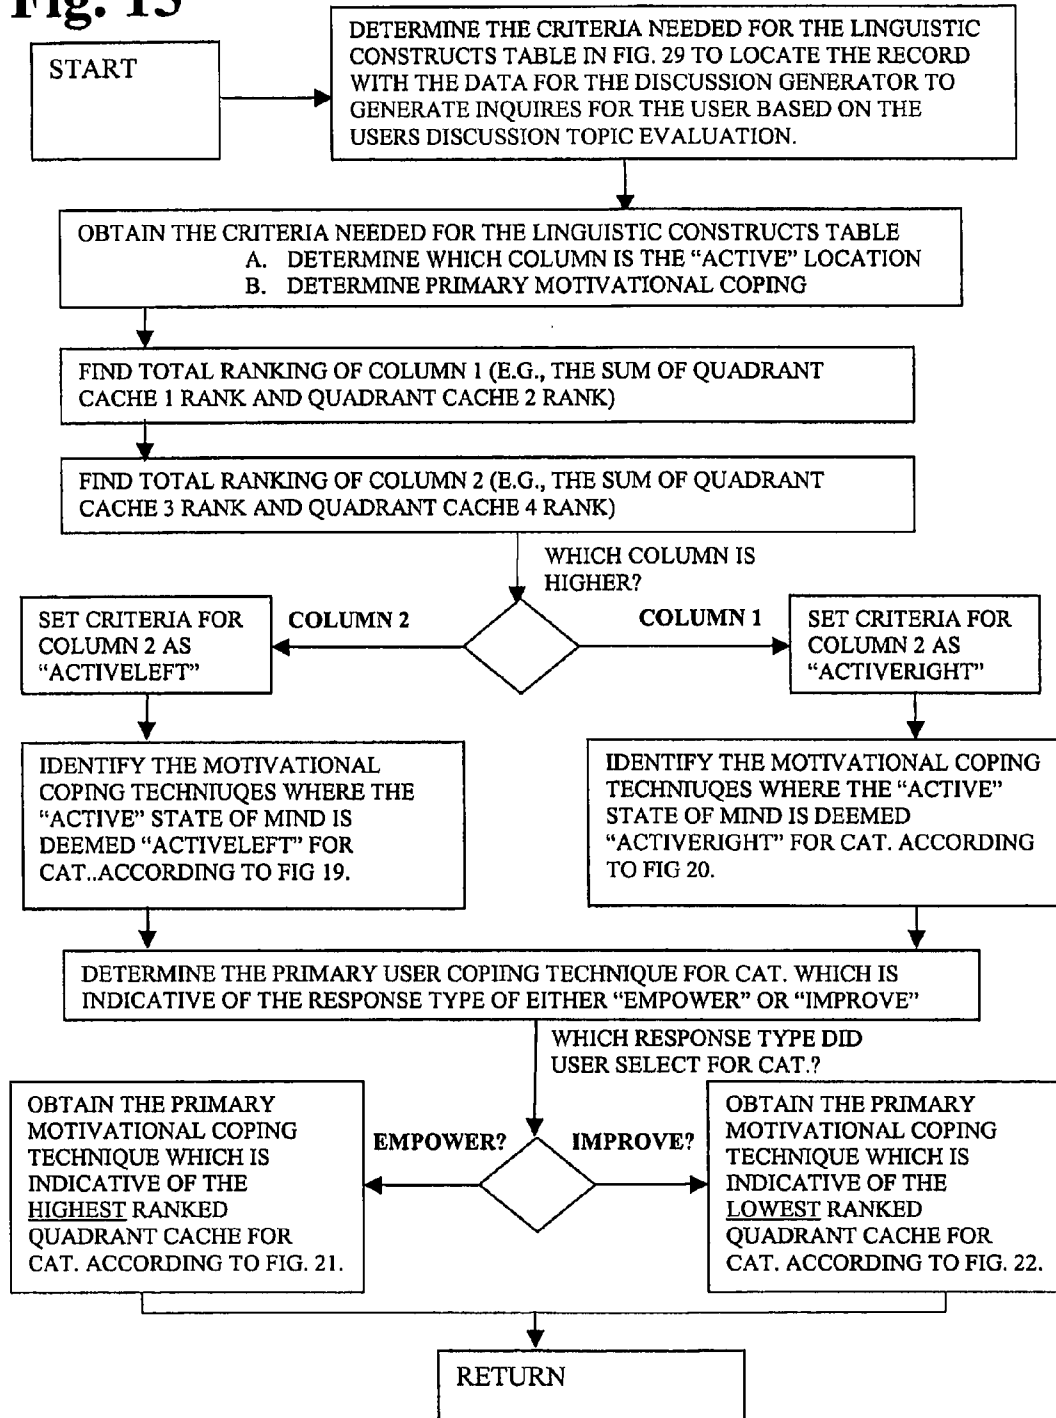 Fig. 15
START
DETERMINE THE CRITERIA NEEDED FOR THE LINGUISTIC
CONSTRUCTS TABLE IN FIG. 29 TO LOCATE THE RECORD
WITH THE DATA FOR THE DISCUSSION GENERATOR TO
GENERATE INQUIRES FOR THE USER BASED ON THE
USERS DISCUSSION TOPIC EVALUATION.
OBTAIN THE CRITERIA NEEDED FOR THE LINGUISTIC CONSTRUCTS TABLE
A. DETERMINE WHICH COLUMN IS THE “ACTIVE” LOCATION
B. DETERMINE PRIMARY MOTIVATIONAL COPING
FIND TOTAL RANKING OF COLUMN 1 (E.G., THE SUM OF QUADRANT
CACHE 1 RANK AND QUADRANT CACHE 2 RANK)
FIND TOTAL RANKING OF COLUMN 2 (E.G., THE SUM OF QUADRANT
CACHE 3 RANK AND QUADRANT CACHE 4 RANK)
WHICH COLUMN IS
HIGHER?
COLUMN 2
COLUMN 1
SET CRITERIA FOR
COLUMN 2 AS
“ACTIVELEFT”
SET CRITERIA FOR
COLUMN 2 AS
“ACTIVERIGHT”
IDENTIFY THE MOTIVATIONAL
COPING TECHNIUQES WHERE THE
“ACTIVE” STATE OF MIND IS
DEEMED “ACTIVELEFT” FOR
CAT..ACCORDING TO FIG 19.
IDENTIFY THE MOTIVATIONAL COPING
TECHNIUQES WHERE THE “ACTIVE”
STATE OF MIND IS DEEMED
“ACTIVERIGHT” FOR CAT. ACCORDING
TO FIG 20.
DETERMINE THE PRIMARY USER COPIING TECHNIQUE FOR CAT. WHICH IS
INDICATIVE OF THE RESPONSE TYPE OF EITHER “EMPOWER” OR “IMPROVE”
WHICH RESPONSE TYPE DID
USER SELECT FOR CAT.?
EMPOWER?
IMPROVE?
OBTAIN THE PRIMARY
MOTIVATIONAL COPING
TECHNIQUE WHICH IS
INDICATIVE OF THE
HIGHEST RANKED
QUADRANT CACHE FOR
CAT. ACCORDING TO FIG. 21.
OBTAIN THE PRIMARY
MOTIVATIONAL COPING
TECHNIQUE WHICH IS
INDICATIVE OF THE
LOWEST RANKED
QUADRANT CACHE FOR
CAT. ACCORDING TO FIG. 22.
RETURN